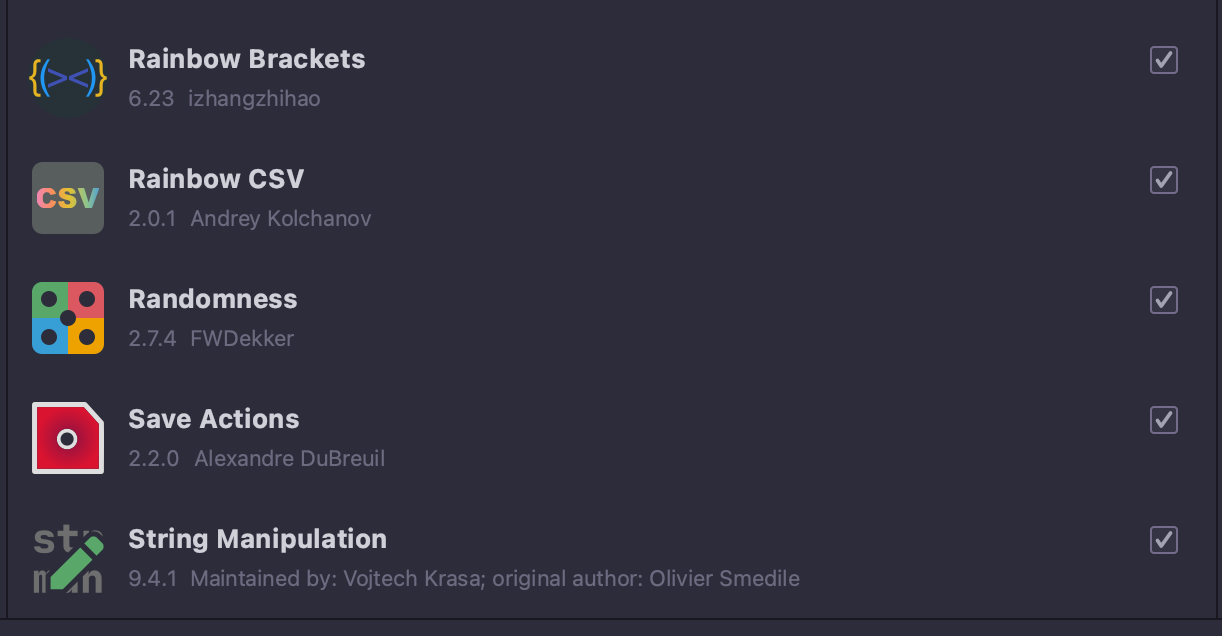 {(><)}
Rainbow Brackets
6.23 izhangzhihao
CSV
Rainbow CSV
2.0.1 Andrey Kolchanov
Randomness
2.7.4 FWDekker
Save Actions
2.2.0 Alexandre DuBreuil
str
man
String Manipulation
9.4.1 Maintained by: Vojtech Krasa; original author: Olivier Smedile